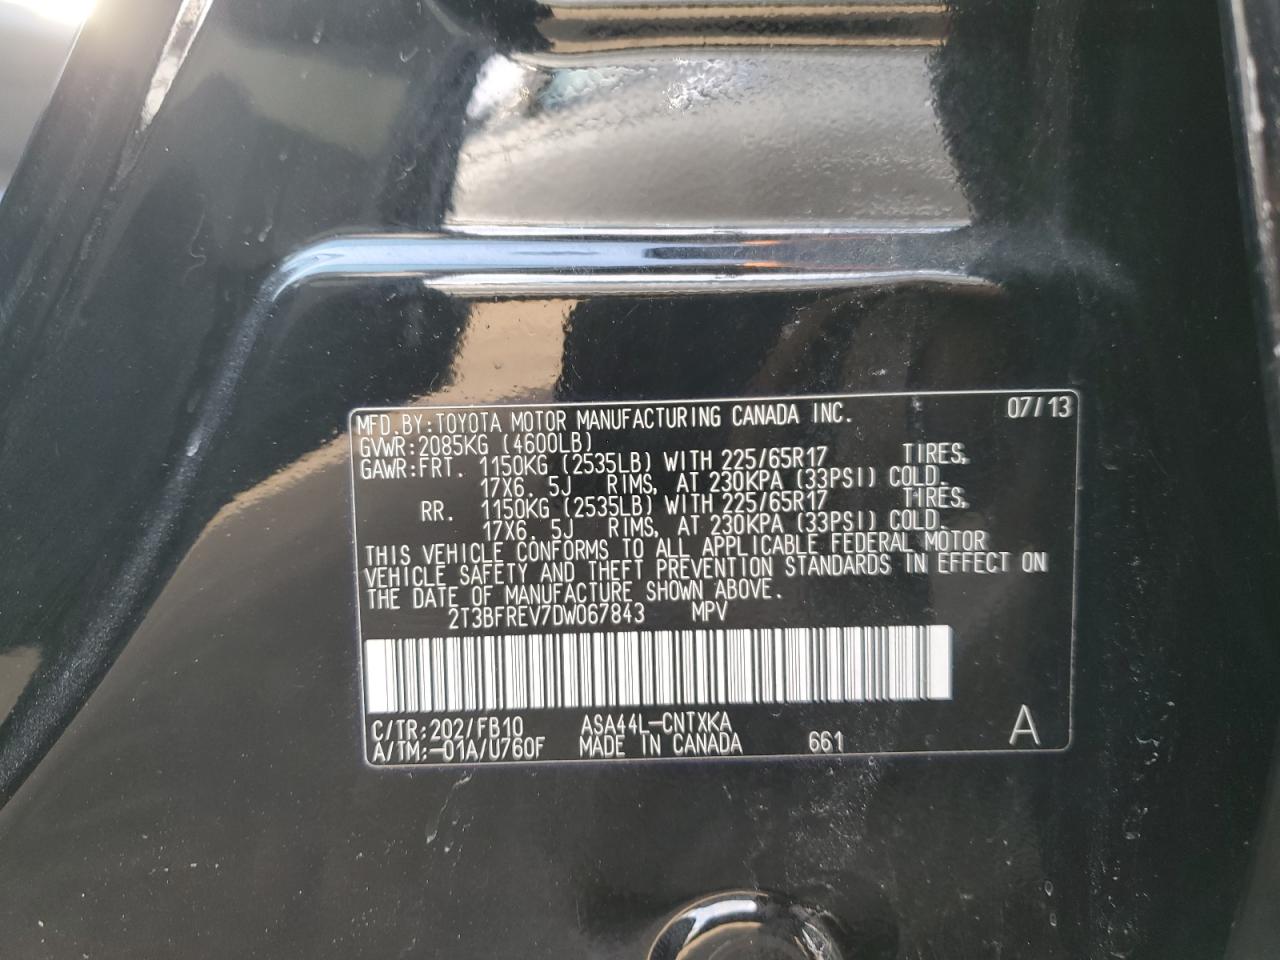 MFD.BY:TOYOTA MOTOR MANUFACTURING CANADA INC. 07/13
GVWR:2085KG (4600LB)
GAWR:FRT. 1150KG (2535LB) WITH 225/65R17 TIRES,
17X6. 5J RIMS, AT 230KPA (33PSI) COLD.
RR. 1150KG (2535LB) WITH 225/65R17 TIRES,
17X6. 5J RIMS, AT 230KPA (33PSI) COLD.
THIS VEHICLE CONFORMS TO ALL APPLICABLE FEDERAL MOTOR
VEHICLE SAFETY AND THEFT PREVENTION STANDARDS IN EFFECT ON
THE DATE OF MANUFACTURE SHOWN ABOVE.
2T3BFREV7DW067843 MPV
C/TR:202/FB10 ASA44L-CNTXKA
A/TM:-01A/U760F MADE IN CANADA 661 A